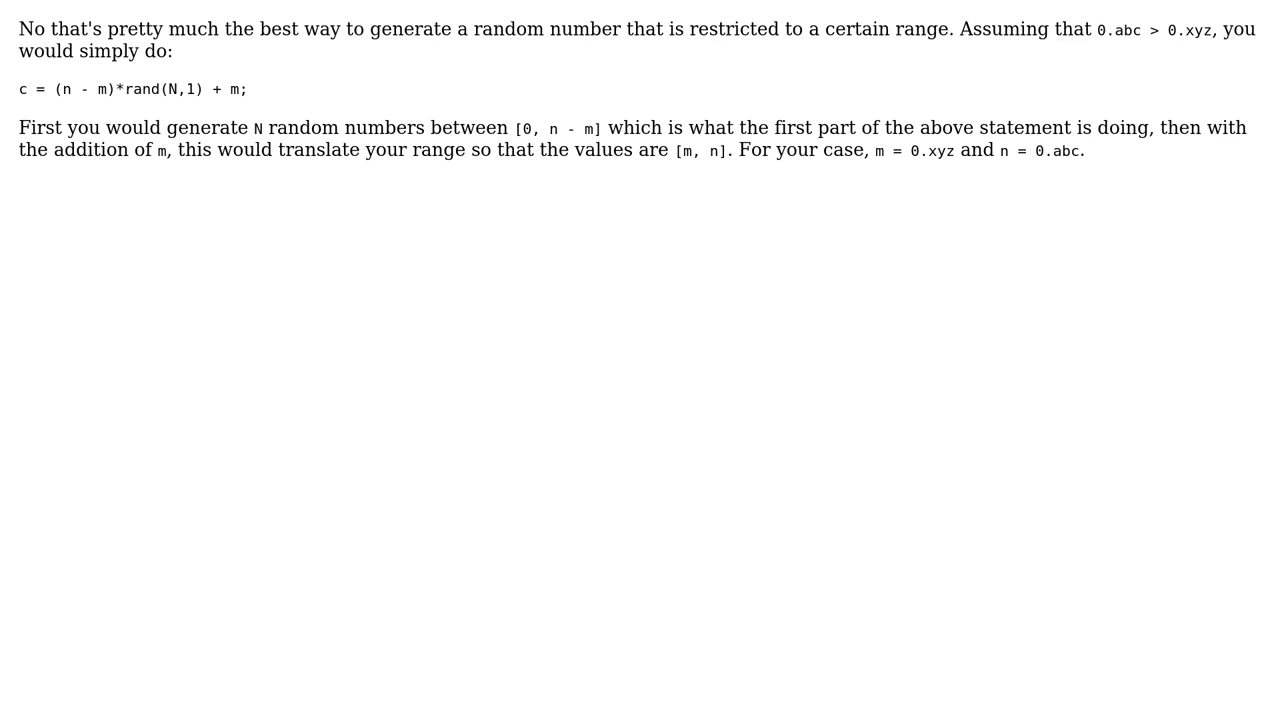 No that's pretty much the best way to generate a random number that is restricted to a certain range. Assuming that 0.abc > 0.xyz, you
would simply do:
c = (n - m)*rand(N,1) + m;
First you would generate N random numbers between [0, n - m] which is what the first part of the above statement is doing, then with
the addition of m, this would translate your range so that the values are [m, n]. For your case, m = 0.xyz and n = 0.abc.